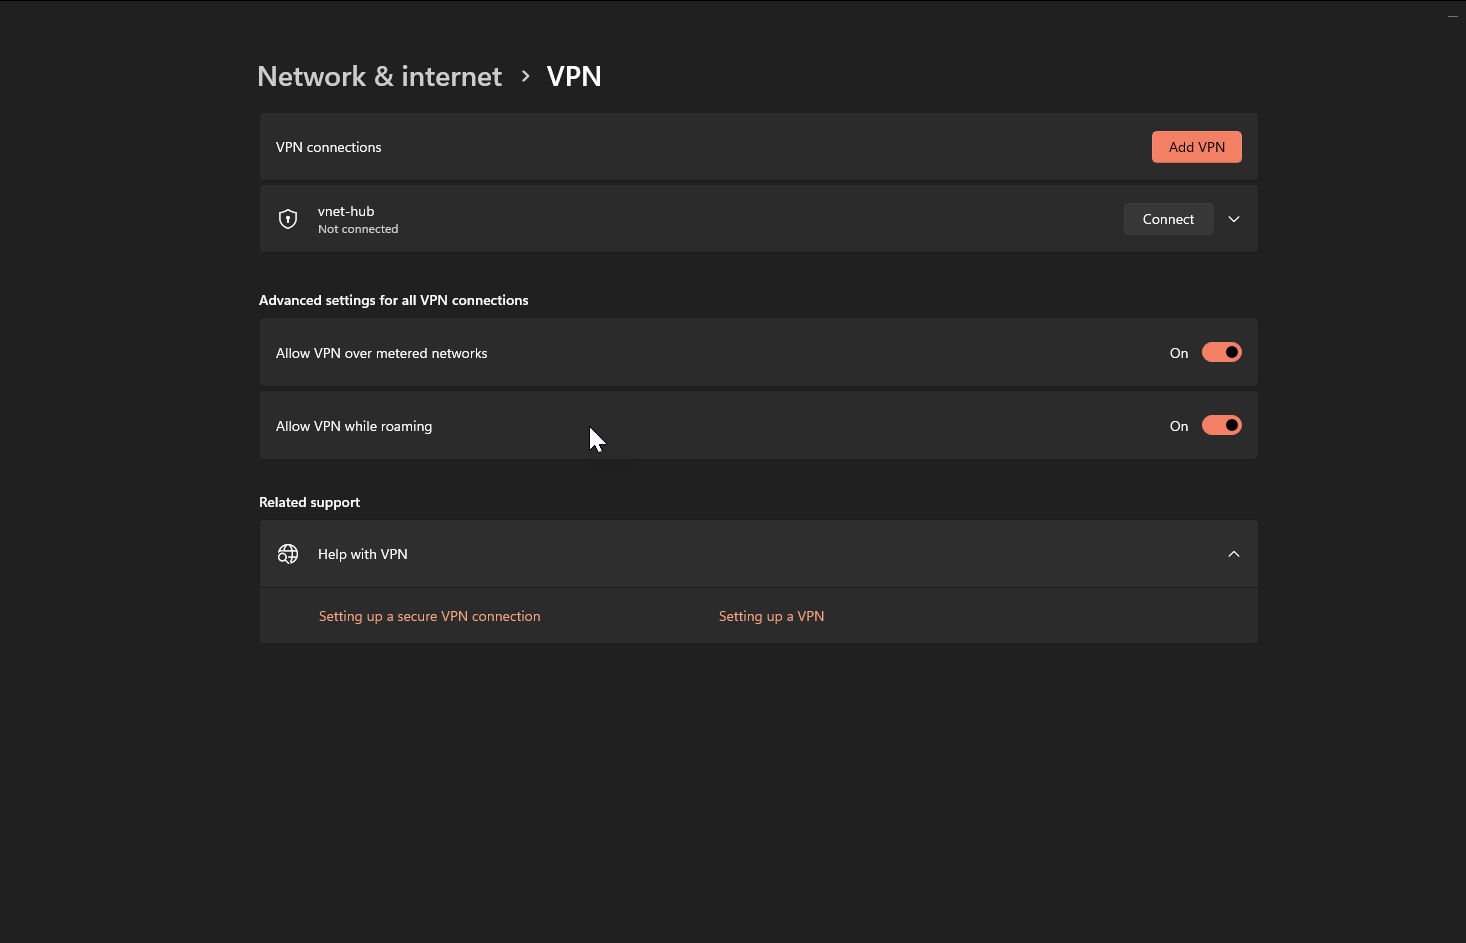 Network & internet > VPN
VPN connections
Add VPN
vnet-hub
Not connected
Connect
Advanced settings for all VPN connections
Allow VPN over metered networks
On
Allow VPN while roaming
On
Related support
Help with VPN
Setting up a secure VPN connection
Setting up a VPN